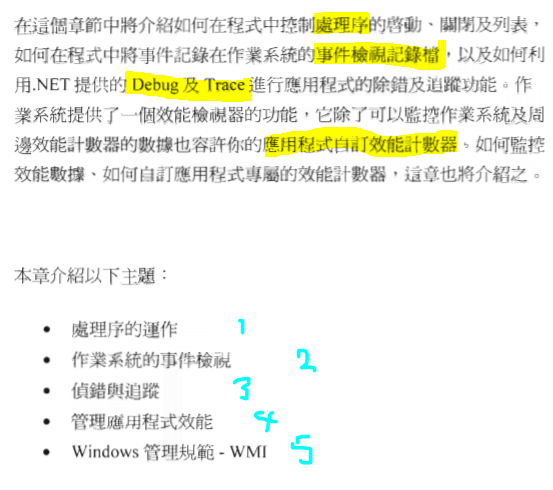 在這個章節中將介紹如何在程式中控制處理序的啓動、關閉及列表，
如何在程式中將事件記錄在作業系統的事件檢視記錄檔，以及如何利
用.NET 提供的 Debug 及 Trace 進行應用程式的除錯及追蹤功能。作
業系統提供了一個效能檢視器的功能，它除了可以監控作業系統及周
邊效能計數器的數據也容許你的應用程式自訂效能計數器。如何監控
效能數據、如何自訂應用程式專屬的效能計數器，這章也將介紹之。
本章介紹以下主題：
• 處理序的運作 1
• 作業系統的事件檢視 2
• 偵錯與追蹤 3
• 管理應用程式效能 4
• Windows 管理規範 - WMI 5